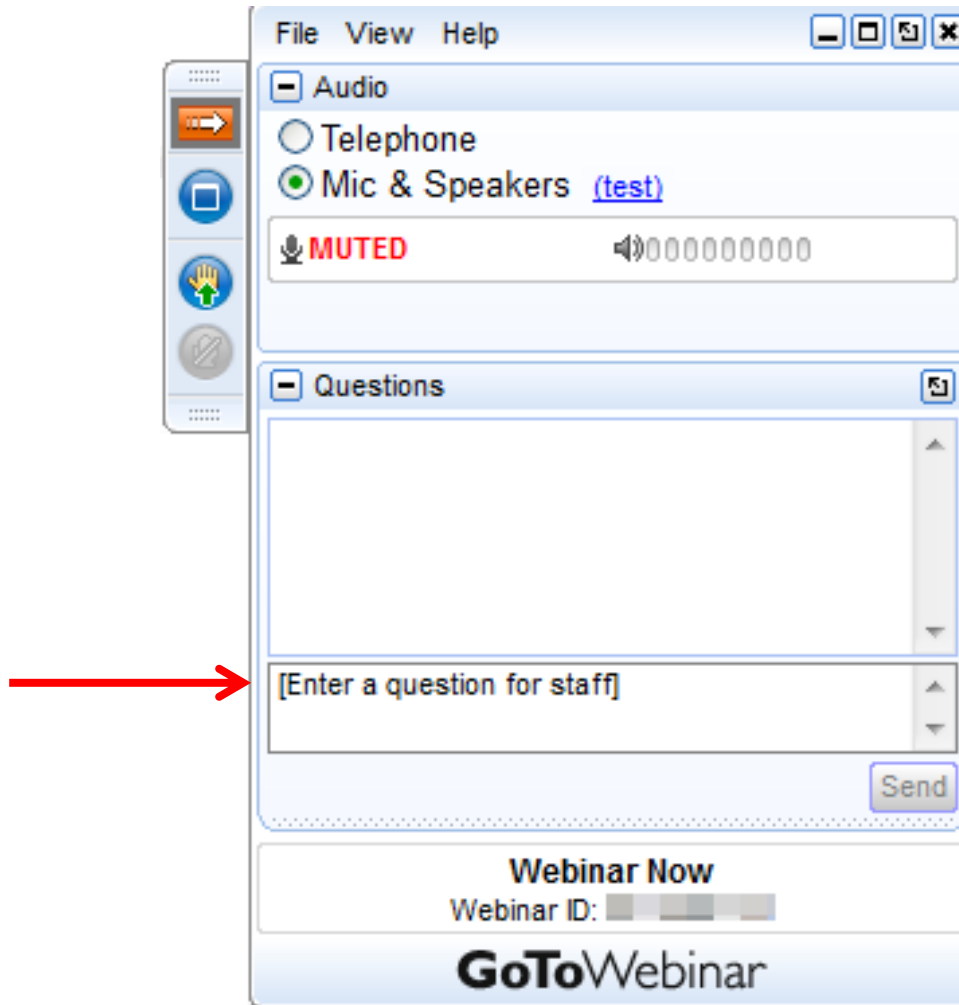 File View Help
Audio
Telephone
Mic & Speakers (test)
MUTED
Questions
[Enter a question for staff]
Send
Webinar Now
Webinar ID:
GoToWebinar